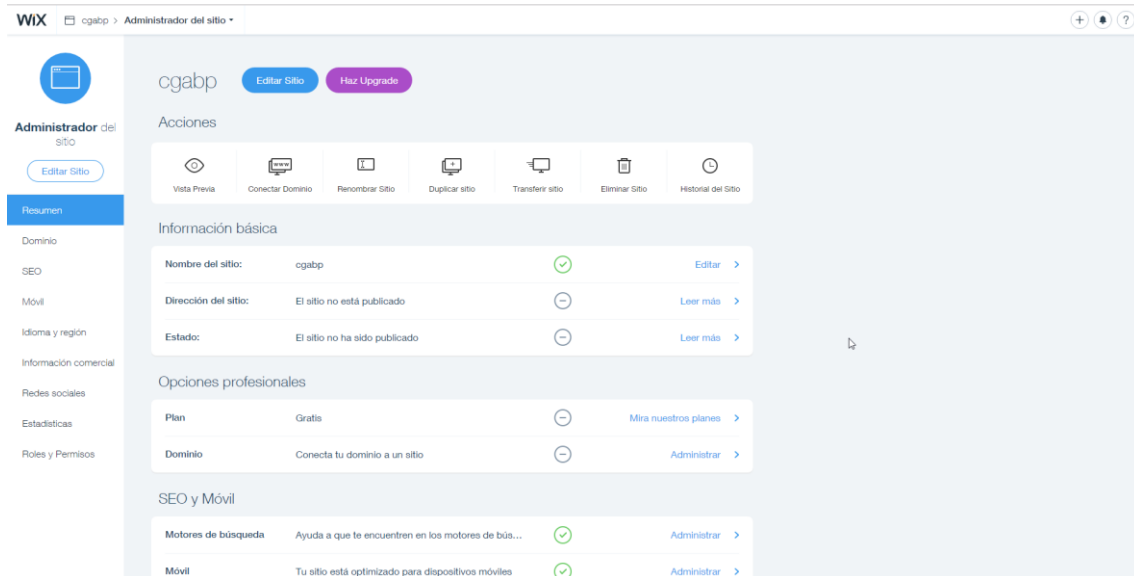 WiX cgabp > Administrador del sitio
Administrador del
sitio
Editar Sitio
Resumen
Dominio
SEO
Móvil
Idioma y región
Información comercial
Redes sociales
Estadísticas
Roles y Permisos
cgabp Editar Sitio Haz Upgrade
Acciones
Vista Previa Conectar Dominio Renombrar Sitio Duplicar sitio Transferir sitio Eliminar Sitio Historial del Sitio
Información básica
Nombre del sitio: cgabp Editar >
Dirección del sitio: El sitio no está publicado Leer más >
Estado: El sitio no ha sido publicado Leer más >
Opciones profesionales
Plan Gratis Mira nuestros planes >
Dominio Conecta tu dominio a un sitio Administrar >
SEO y Móvil
Motores de búsqueda Ayuda a que te encuentren en los motores de bús... Administrar >
Móvil Tu sitio está optimizado para dispositivos móviles Administrar >